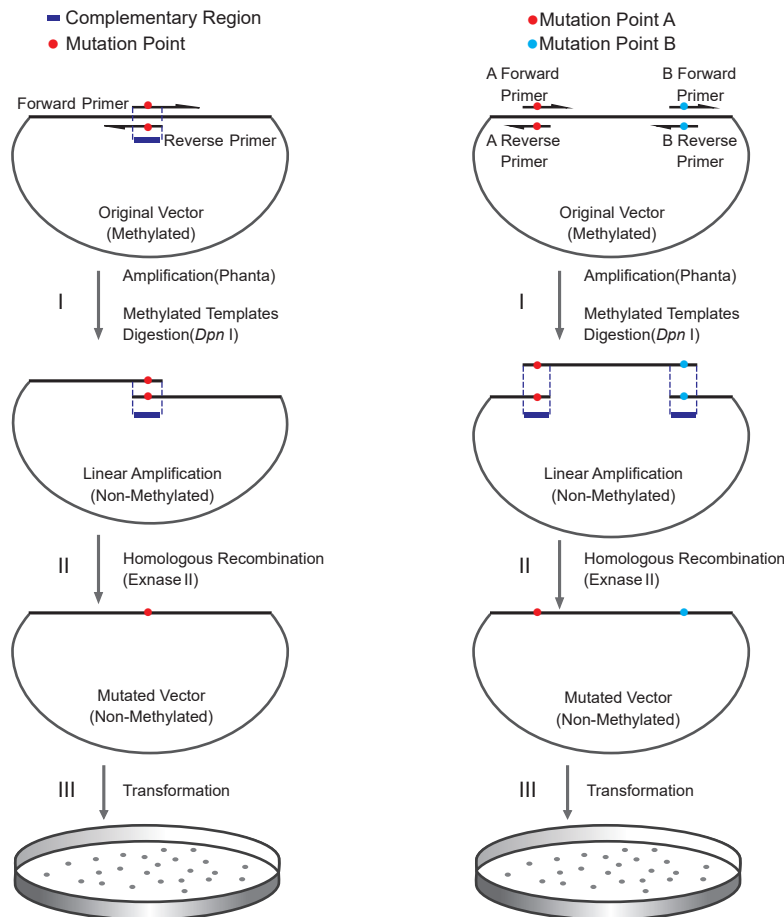 Complementary Region
Mutation Point
Forward Primer
Reverse Primer
Original Vector
(Methylated)
I
Amplification(Phanta)
Methylated Templates
Digestion(Dpn I)
Linear Amplification
(Non-Methylated)
II
Homologous Recombination
(Exnase II)
Mutated Vector
(Non-Methylated)
III
Transformation
Mutation Point A
Mutation Point B
A Forward
Primer
B Forward
Primer
A Reverse
Primer
B Reverse
Primer
Original Vector
(Methylated)
I
Amplification(Phanta)
Methylated Templates
Digestion(Dpn I)
Linear Amplification
(Non-Methylated)
II
Homologous Recombination
(Exnase II)
Mutated Vector
(Non-Methylated)
III
Transformation